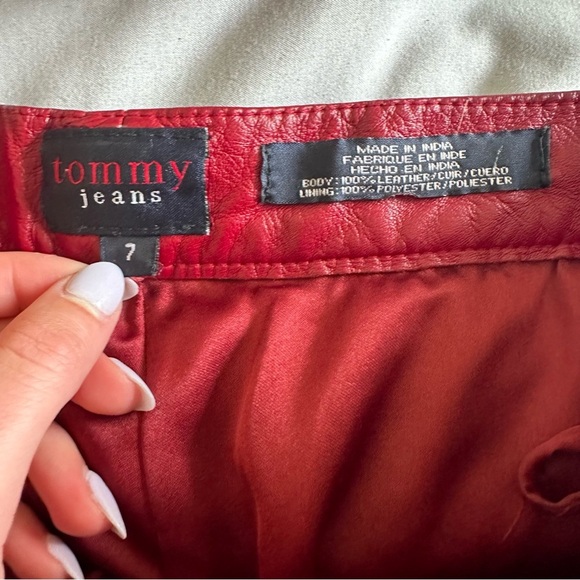 tommy
jeans
7
MADE IN INDIA
FABRIQUE EN INDE
HECHO EN INDIA
BODY: 100% LEATHER/CUIR/CUERO
LINING: 100% POLYESTER/POLIESTER